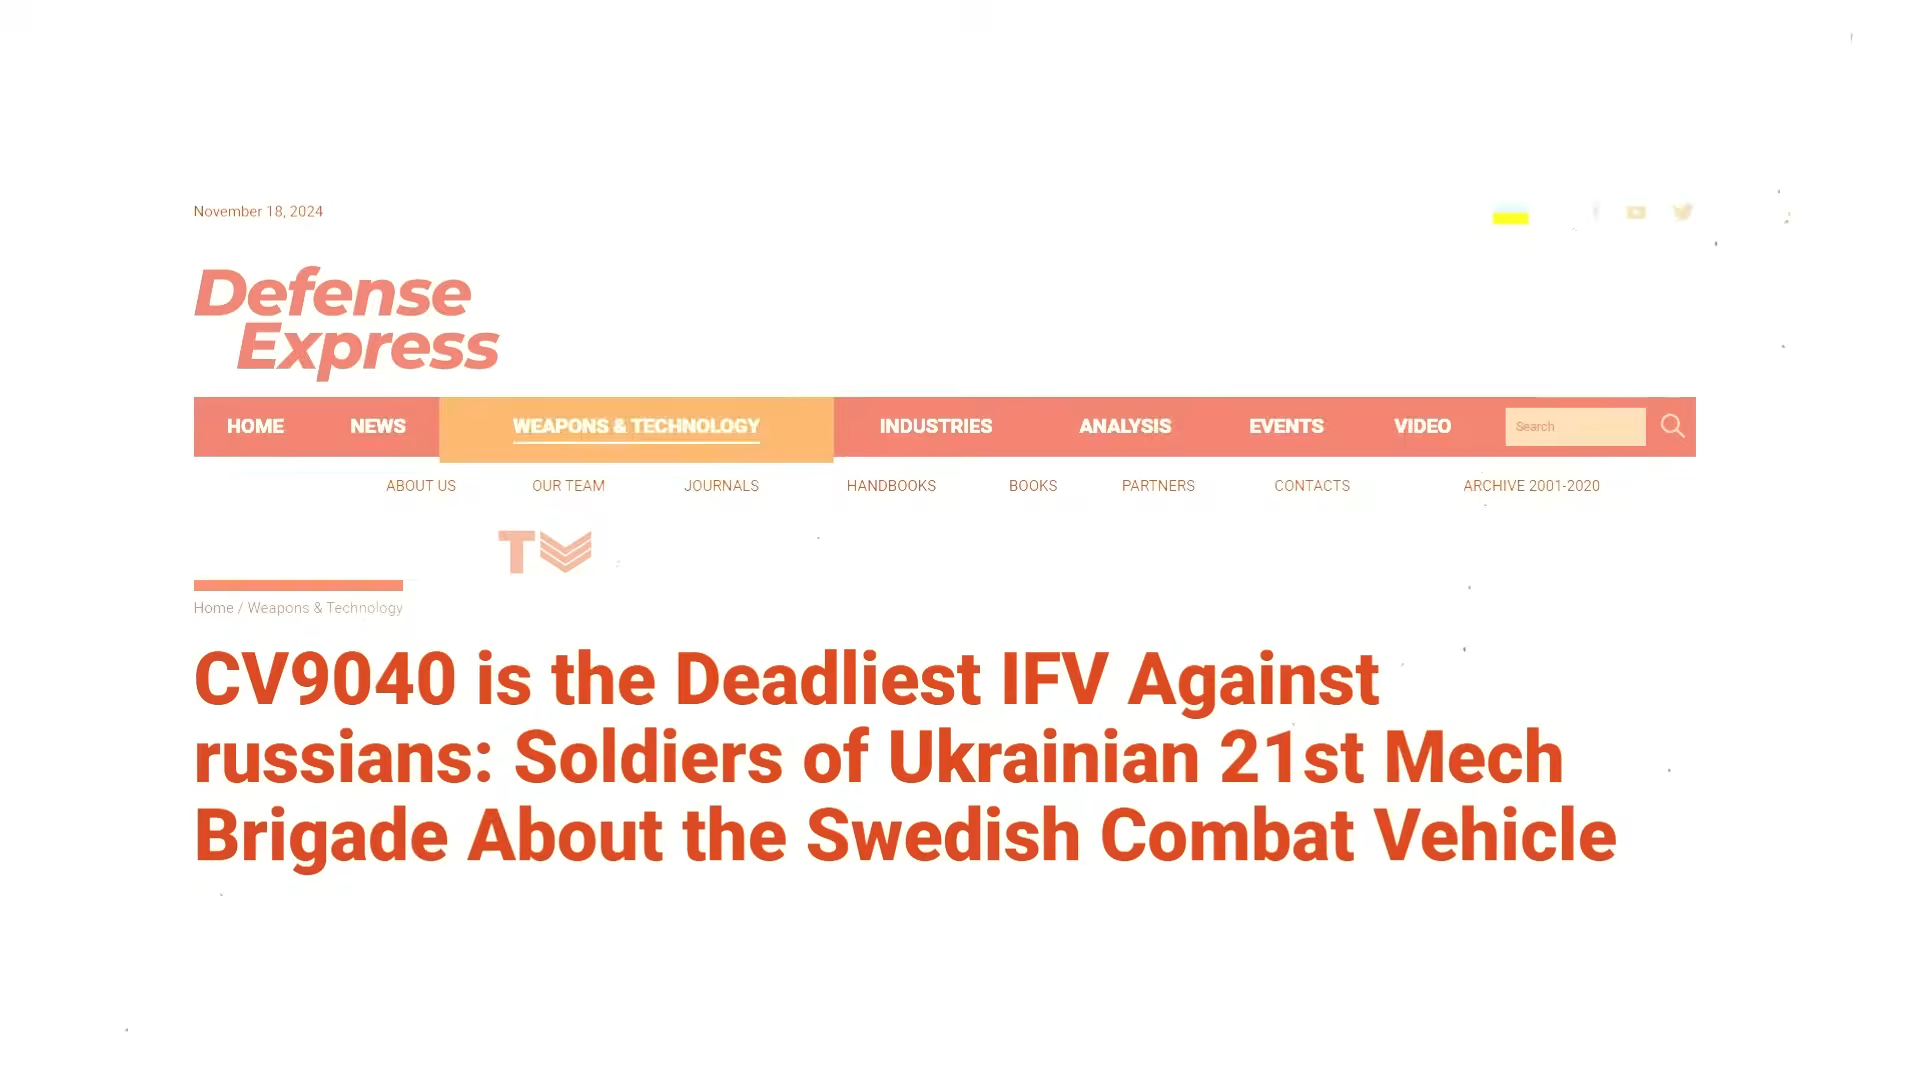 November 18, 2024
Defense
Express
HOME NEWS WEAPONS & TECHNOLOGY INDUSTRIES ANALYSIS EVENTS VIDEO Search
ABOUT US OUR TEAM JOURNALS HANDBOOKS BOOKS PARTNERS CONTACTS ARCHIVE 2001-2020
T
Home / Weapons & Technology
CV9040 is the Deadliest IFV Against
russians: Soldiers of Ukrainian 21st Mech
Brigade About the Swedish Combat Vehicle